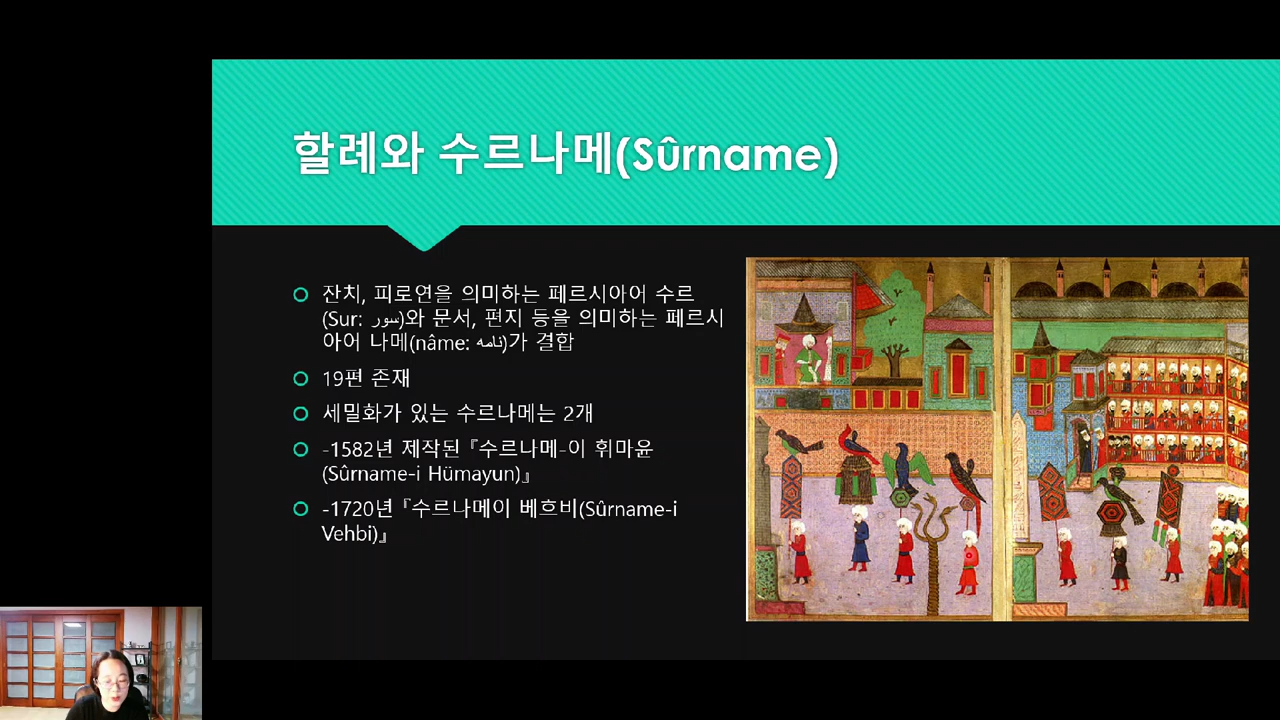 할례와 수르나메(Sûrname)
잔치, 피로연을 의미하는 페르시아어 수르
(Sur: سور)와 문서, 편지 등을 의미하는 페르시
아어 나메(nâme: نامه)가 결합
19편 존재
세밀화가 있는 수르나메는 2개
-1582년 제작된 『수르나메-이 휘마윤
(Sûrname-i Hümayun)』
-1720년 『수르나메이 베흐비(Sûrname-i
Vehbi)』